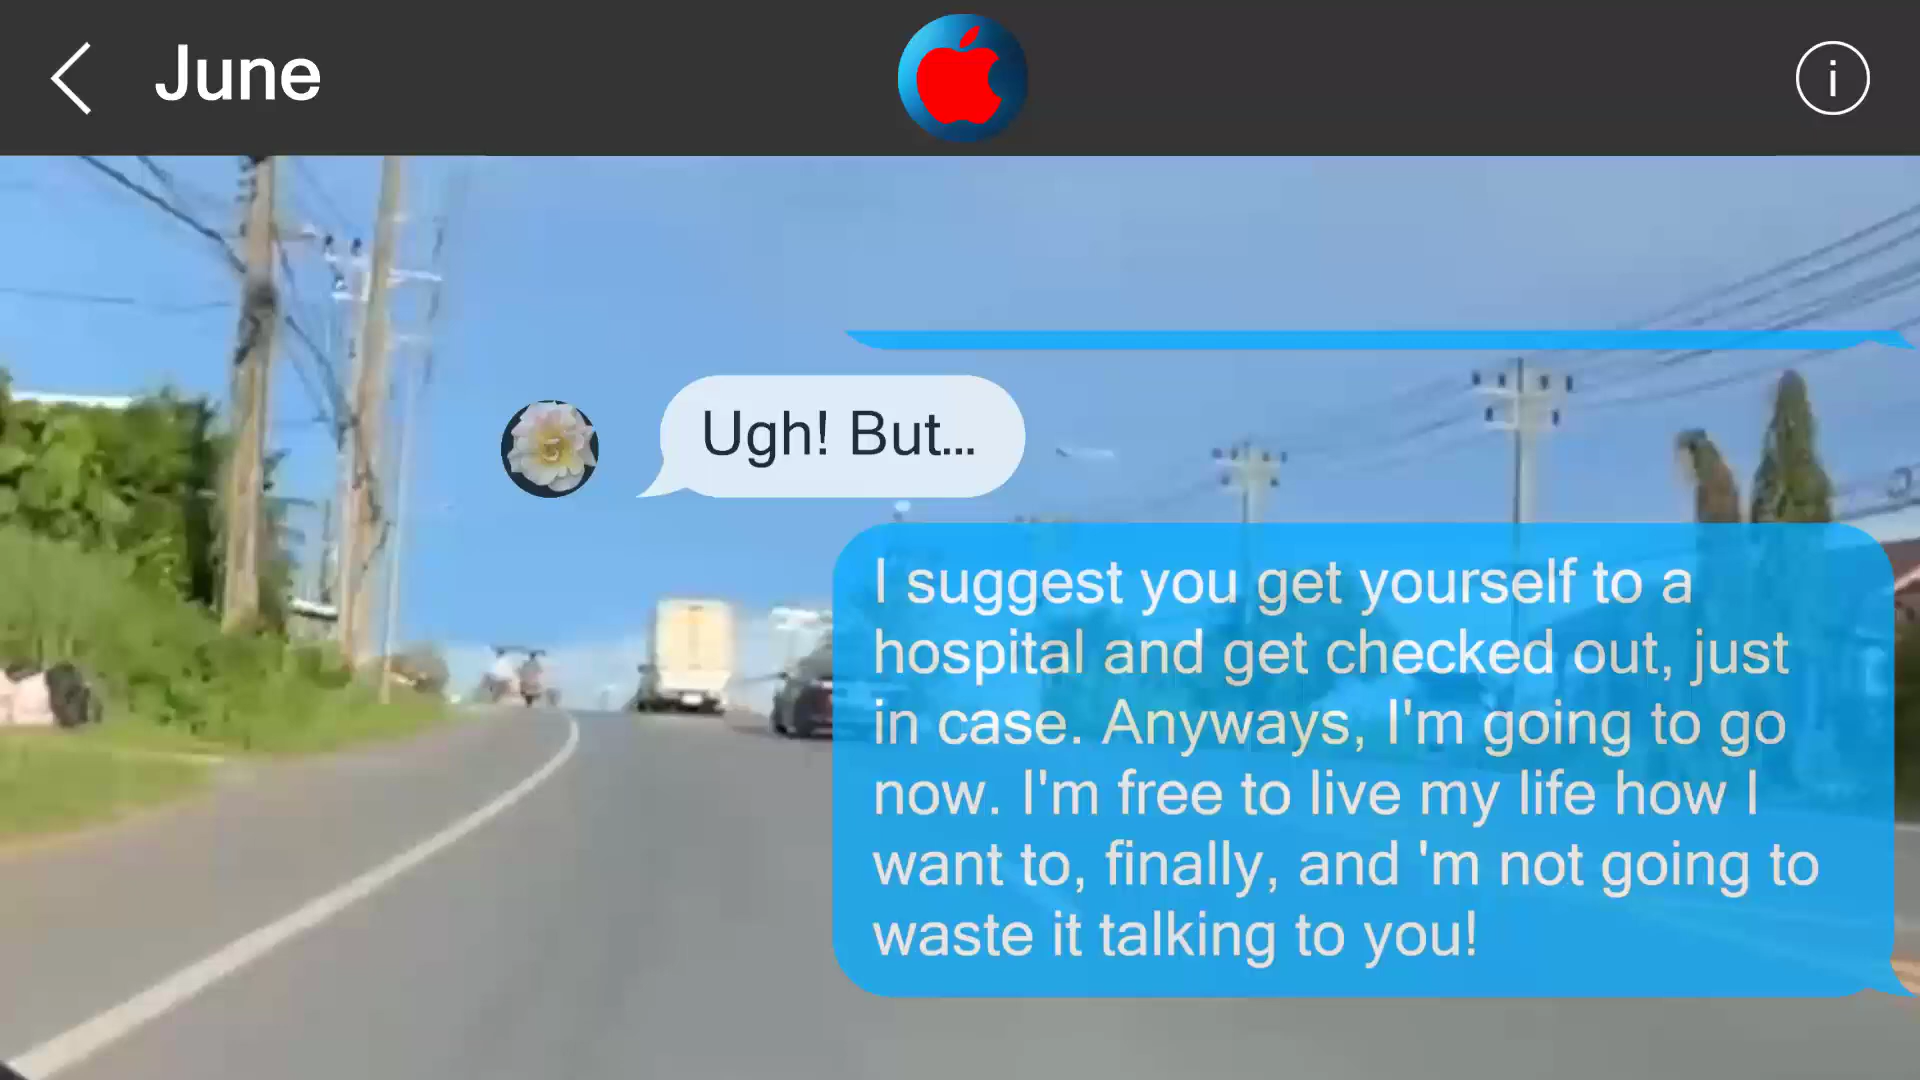 June
i
Ugh! But...
I suggest you get yourself to a
hospital and get checked out, just
in case. Anyways, I'm going to go
now. I'm free to live my life how I
want to, finally, and 'm not going to
waste it talking to you!